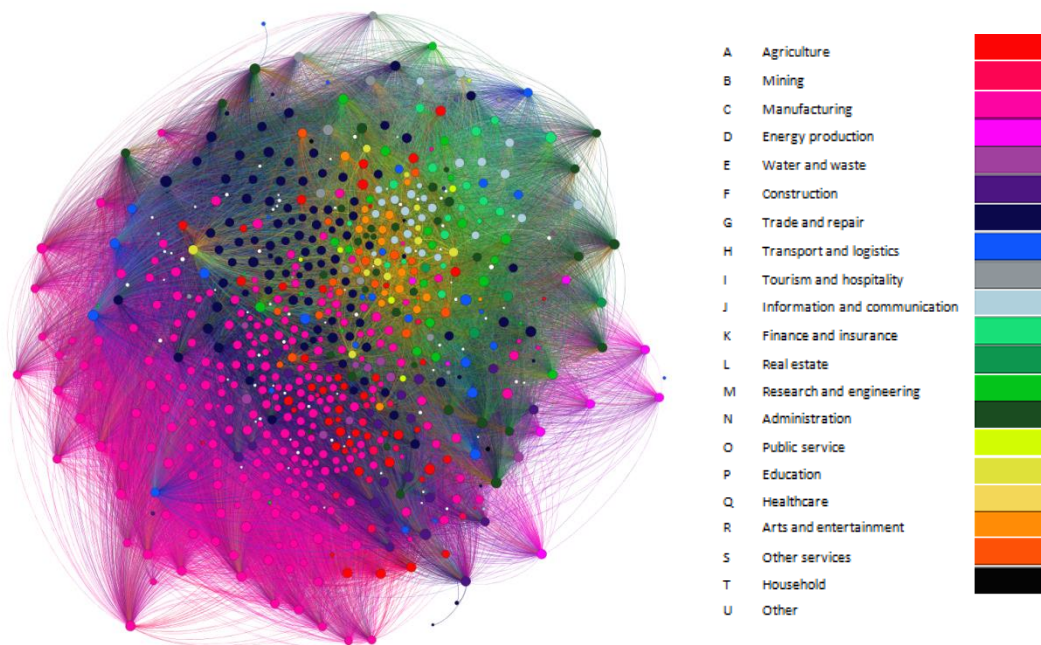 A Agriculture
B Mining
C Manufacturing
D Energy production
E Water and waste
F Construction
G Trade and repair
H Transport and logistics
I Tourism and hospitality
J Information and communication
K Finance and insurance
L Real estate
M Research and engineering
N Administration
O Public service
P Education
Q Healthcare
R Arts and entertainment
S Other services
T Household
U Other